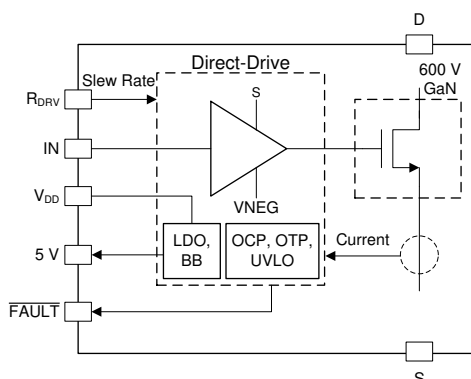 D
Direct-Drive
600 V
GaN
Slew Rate
RDRV
S
IN
VDD
VNEG
LDO,
BB
OCP, OTP,
UVLO
Current
5 V
FAULT
S